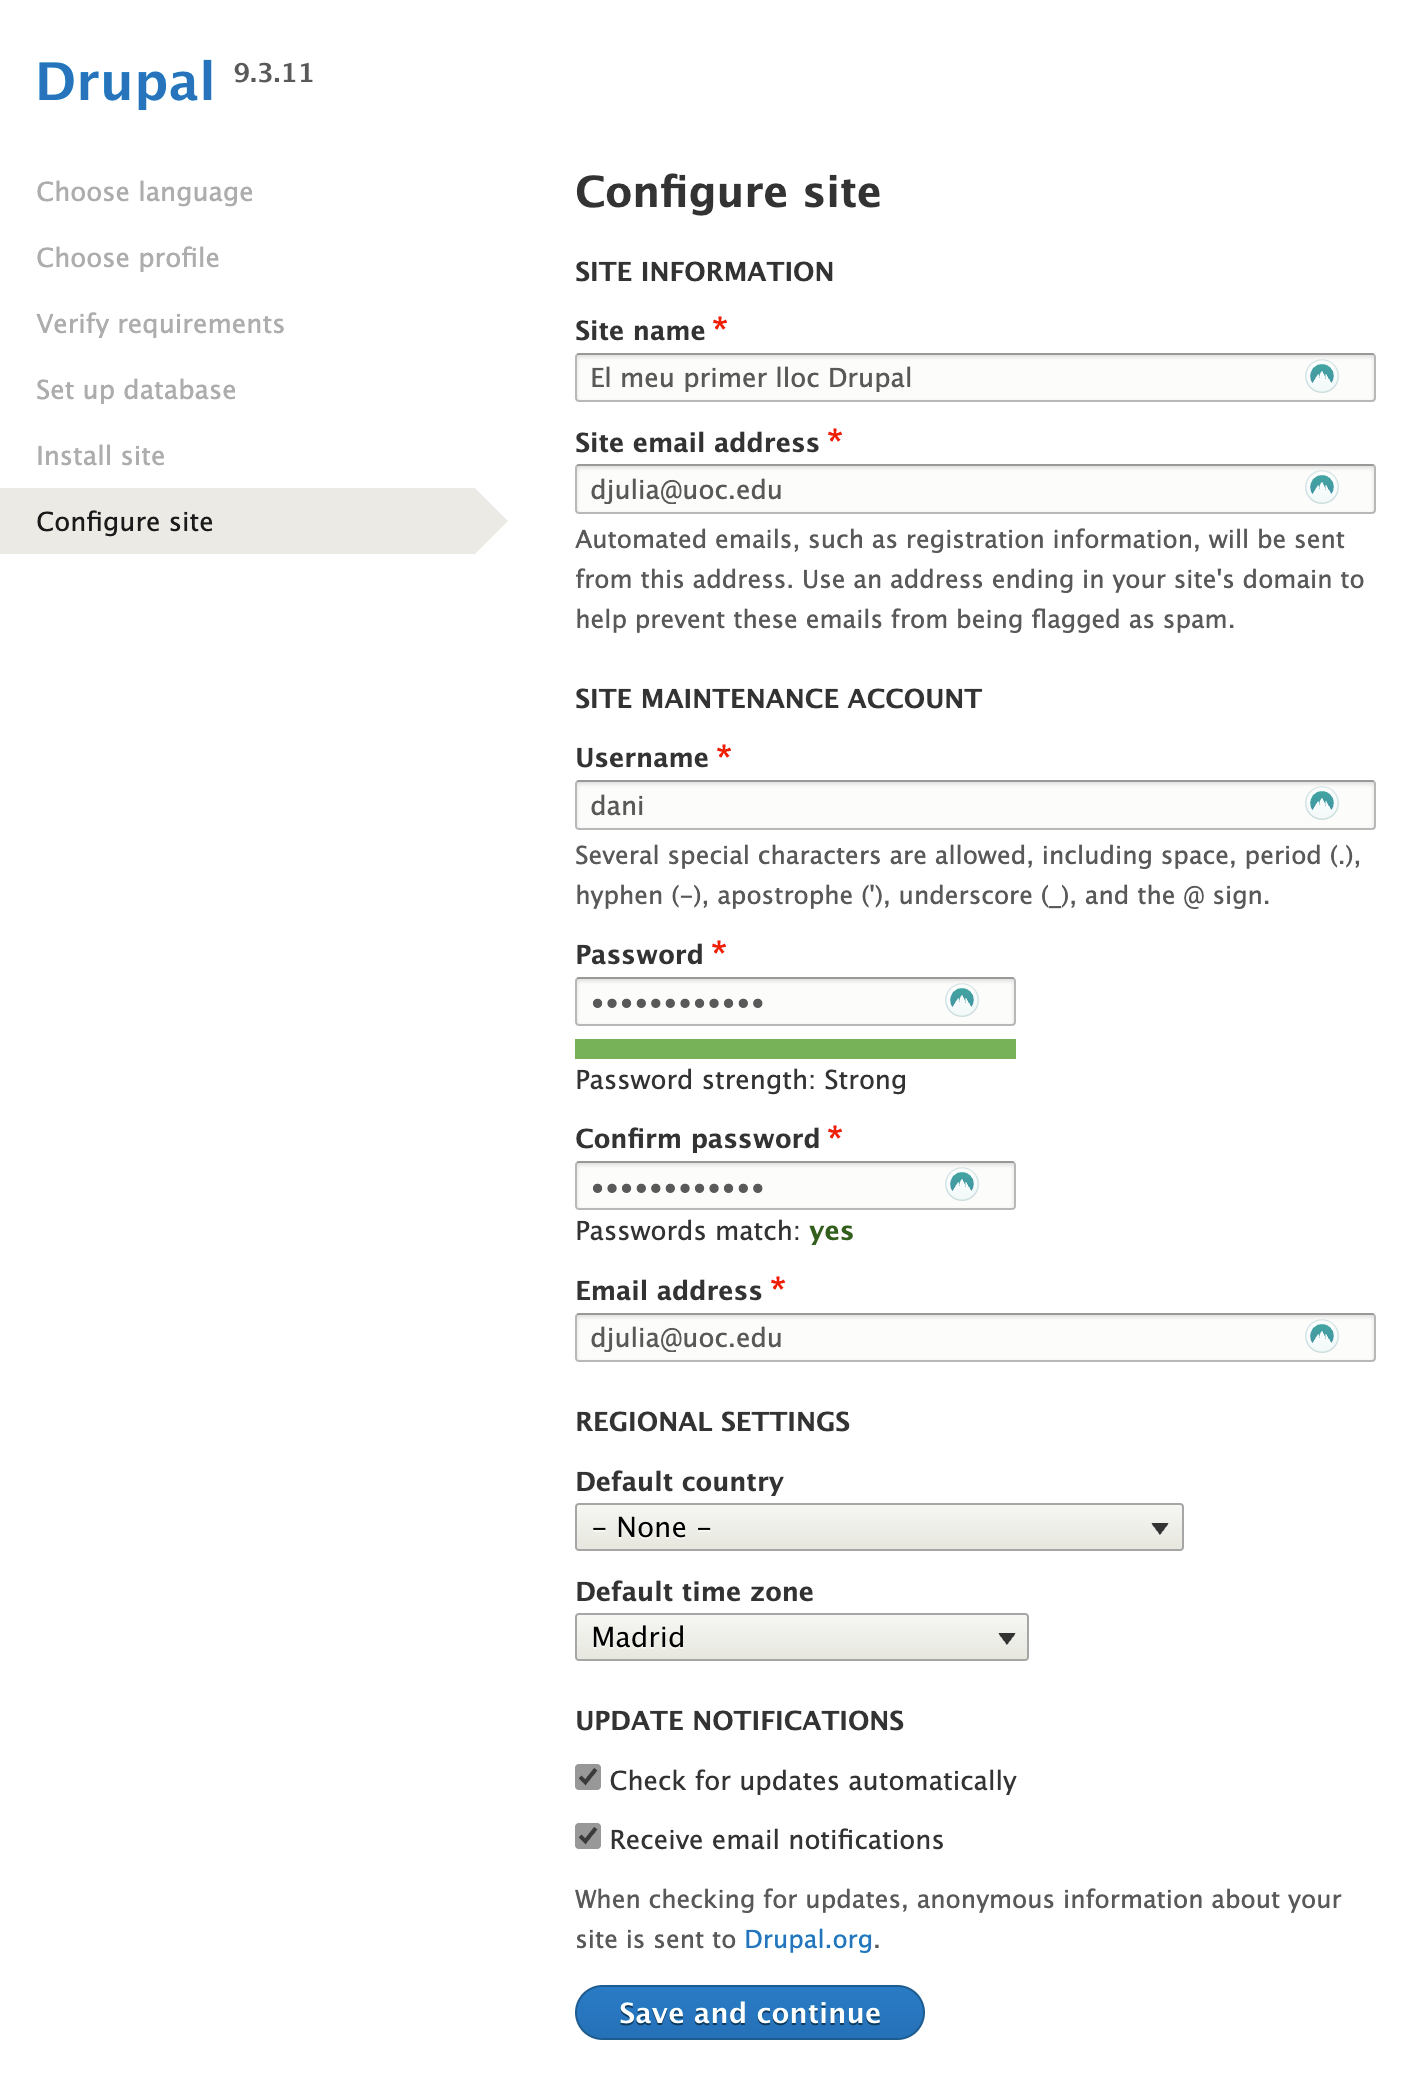 Drupal 9.3.11
Choose language
Choose profile
Verify requirements
Set up database
Install site
Configure site
Configure site
SITE INFORMATION
Site name *
El meu primer lloc Drupal
Site email address *
djulia@uoc.edu
Automated emails, such as registration information, will be sent
from this address. Use an address ending in your site's domain to
help prevent these emails from being flagged as spam.
SITE MAINTENANCE ACCOUNT
Username *
dani
Several special characters are allowed, including space, period (.),
hyphen (-), apostrophe ('), underscore (_), and the @ sign.
Password *
••••••••••••
Password strength: Strong
Confirm password *
••••••••••••
Passwords match: yes
Email address *
djulia@uoc.edu
REGIONAL SETTINGS
Default country
- None -
Default time zone
Madrid
UPDATE NOTIFICATIONS
Check for updates automatically
Receive email notifications
When checking for updates, anonymous information about your
site is sent to Drupal.org.
Save and continue